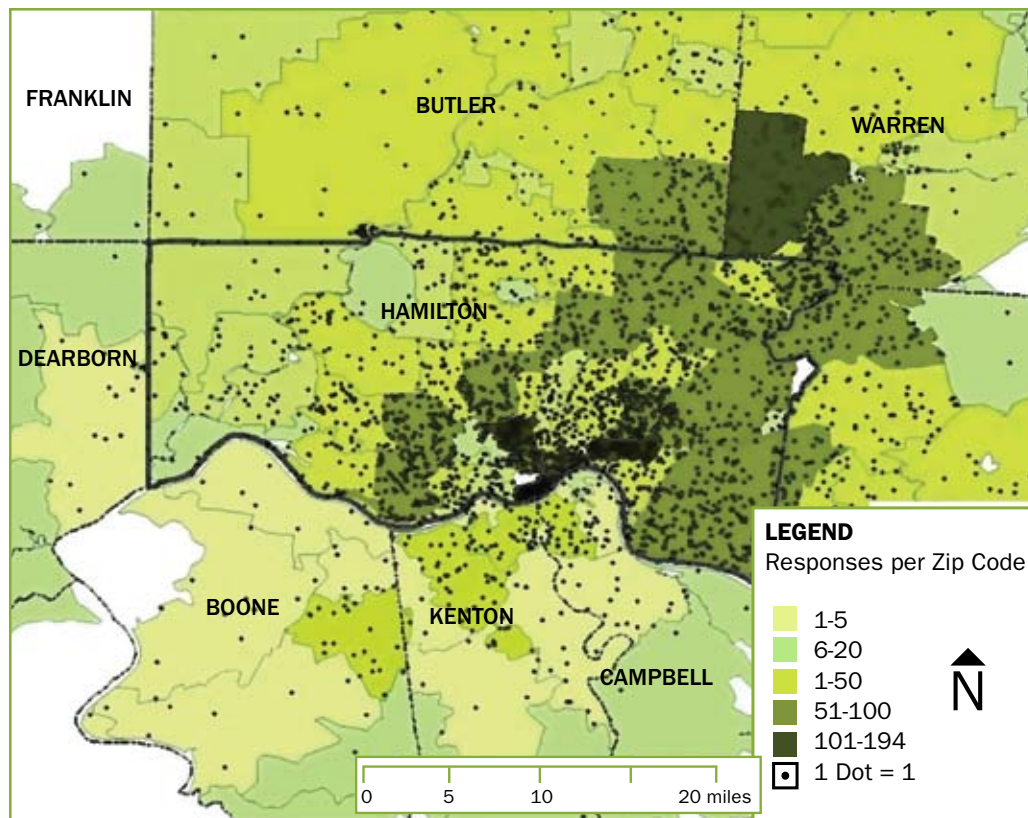 FRANKLIN
BUTLER
WARREN
HAMILTON
DEARBORN
BOONE
KENTON
CAMPBELL
LEGEND
Responses per Zip Code
1-5
6-20
1-50
51-100
101-194
1 Dot = 1
N
0 5 10 20 miles